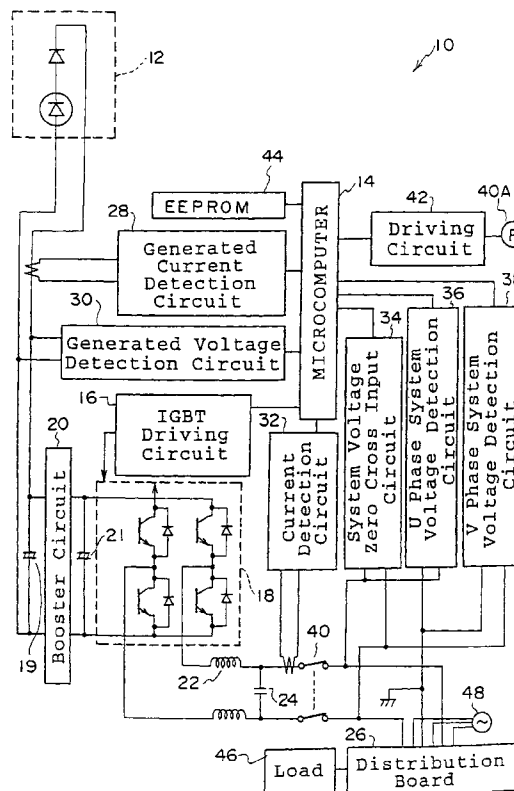 10
12
44
14
EEPROM
MICROCOMPUTER
42
Driving
Circuit
40A
28
Generated
Current
Detection
Circuit
30
Generated Voltage
Detection Circuit
16
IGBT
Driving
Circuit
32
Current
Detection
Circuit
34
System Voltage
Zero Cross Input
Circuit
36
U Phase System
Voltage Detection
Circuit
38
V Phase System
Voltage Detection
Circuit
20
Booster Circuit
21
18
19
22
24
40
48
26
46
Load
Distribution
Board